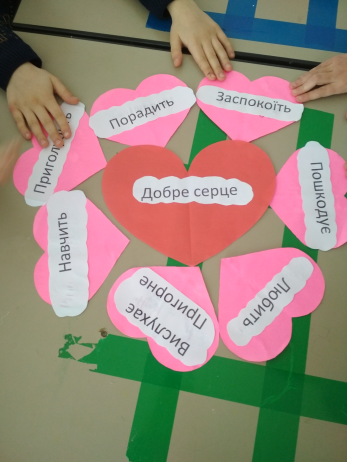 Порадить
Заспокоїть
Пошкодує
Любить
Вислухає
Пригорне
Навчить
Добре серце